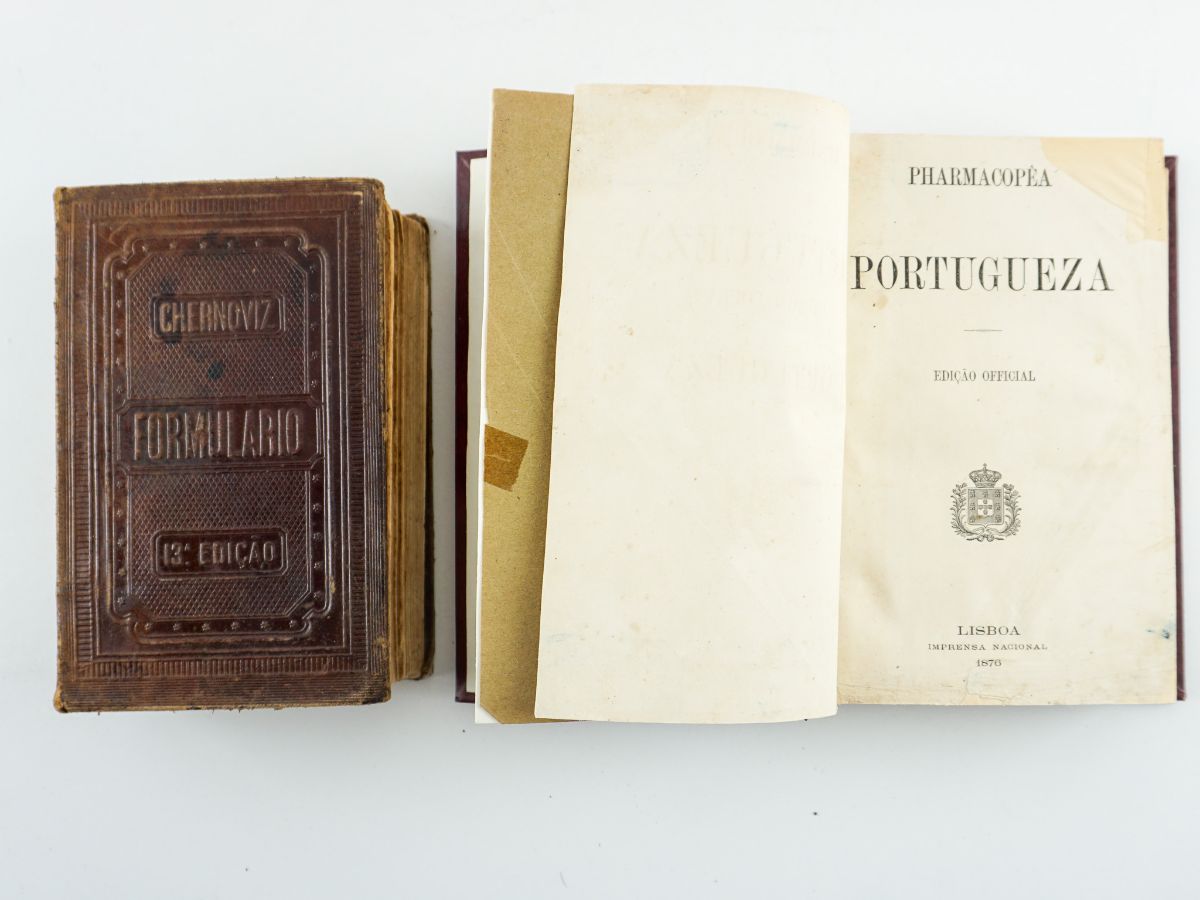 CHERNOVIZ
FORMULARIO
13ª EDIÇÃO
PHARMACOPÊA
PORTUGUEZA
EDIÇÃO OFFICIAL
LISBOA
IMPRENSA NACIONAL
1876